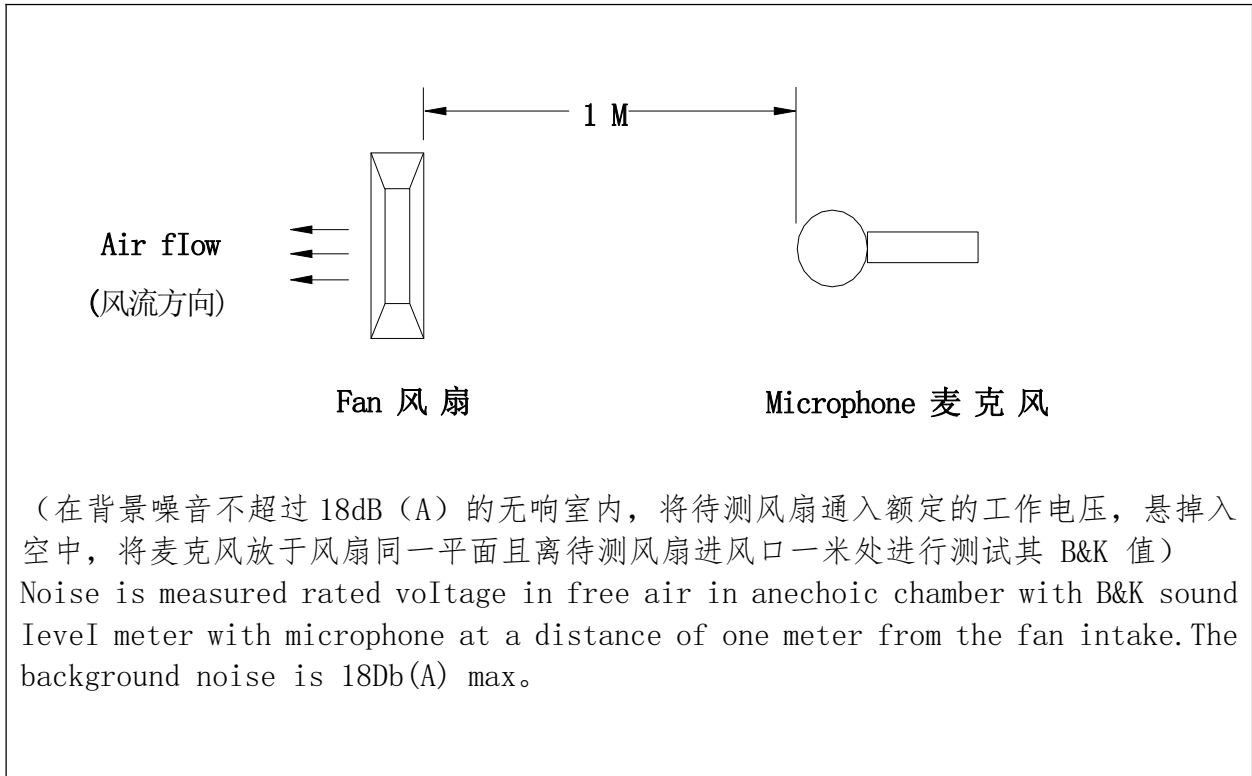 1 M
Air fIow
(风流方向)
Fan 风 扇
Microphone 麦 克 风
（在背景噪音不超过 18dB（A）的无响室内，将待测风扇通入额定的工作电压，悬掉入
空中，将麦克风放于风扇同一平面且离待测风扇进风口一米处进行测试其 B&K 值）
Noise is measured rated voItage in free air in anechoic chamber with B&K sound
IeveI meter with microphone at a distance of one meter from the fan intake.The
background noise is 18Db(A) max。